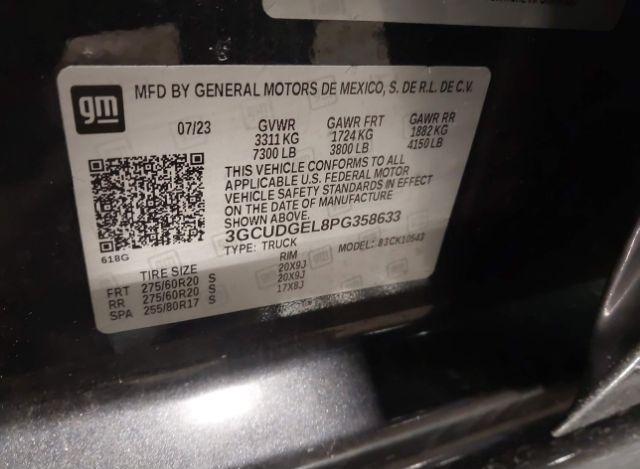 gm
MFD BY GENERAL MOTORS DE MEXICO, S. DE R.L. DE C.V.
07/23 GVWR GAWR FRT GAWR RR
3311 KG 1724 KG 1882 KG
7300 LB 3800 LB 4150 LB
THIS VEHICLE CONFORMS TO ALL
APPLICABLE U.S. FEDERAL MOTOR
VEHICLE SAFETY STANDARDS IN EFFECT
ON THE DATE OF MANUFACTURE
SHOWN ABOVE.
3GCUDGEL8PG358633
TYPE: TRUCK MODEL: 83CK10543
618G
TIRE SIZE RIM
FRT 275/60R20 S 20X9J
RR 275/60R20 S 20X9J
SPA 255/80R17 S 17X8J